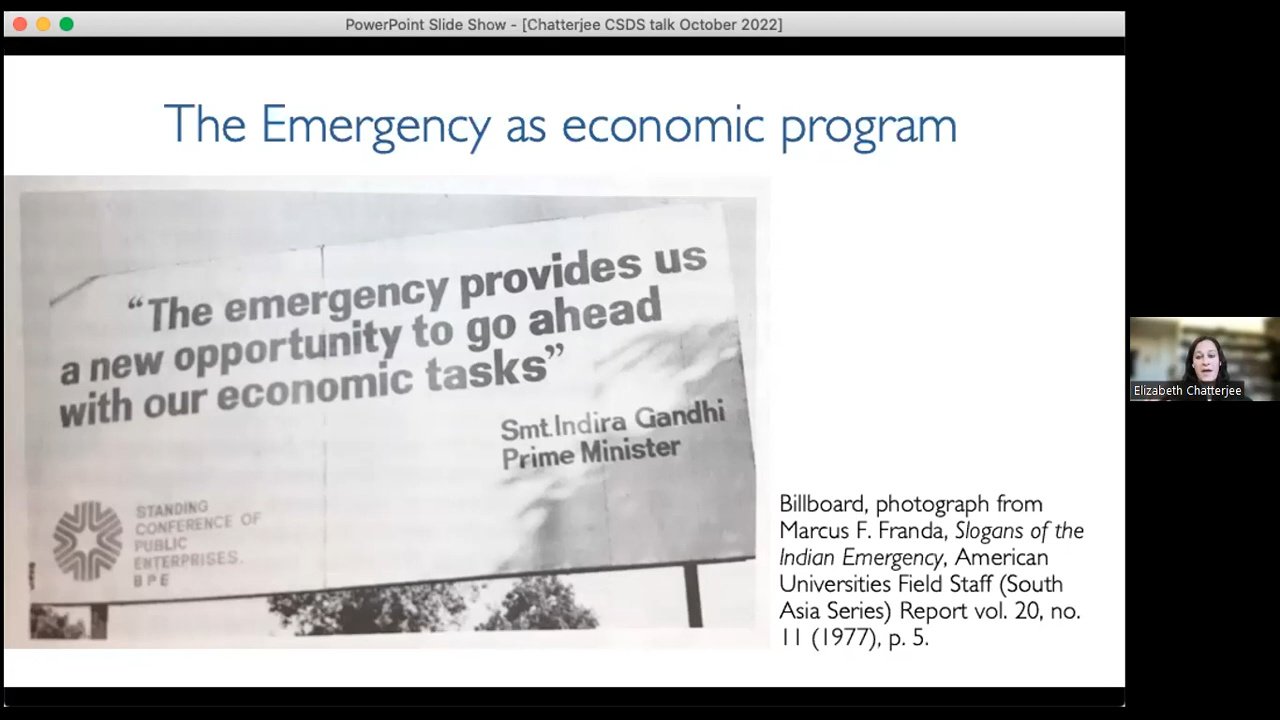 PowerPoint Slide Show - [Chatterjee CSDS talk October 2022]
The Emergency as economic program
“The emergency provides us
a new opportunity to go ahead
with our economic tasks”
Smt.Indira Gandhi
Prime Minister
STANDING
CONFERENCE OF
PUBLIC
ENTERPRISES.
BPE
Billboard, photograph from
Marcus F. Franda, Slogans of the
Indian Emergency, American
Universities Field Staff (South
Asia Series) Report vol. 20, no.
11 (1977), p. 5.
Elizabeth Chatterjee